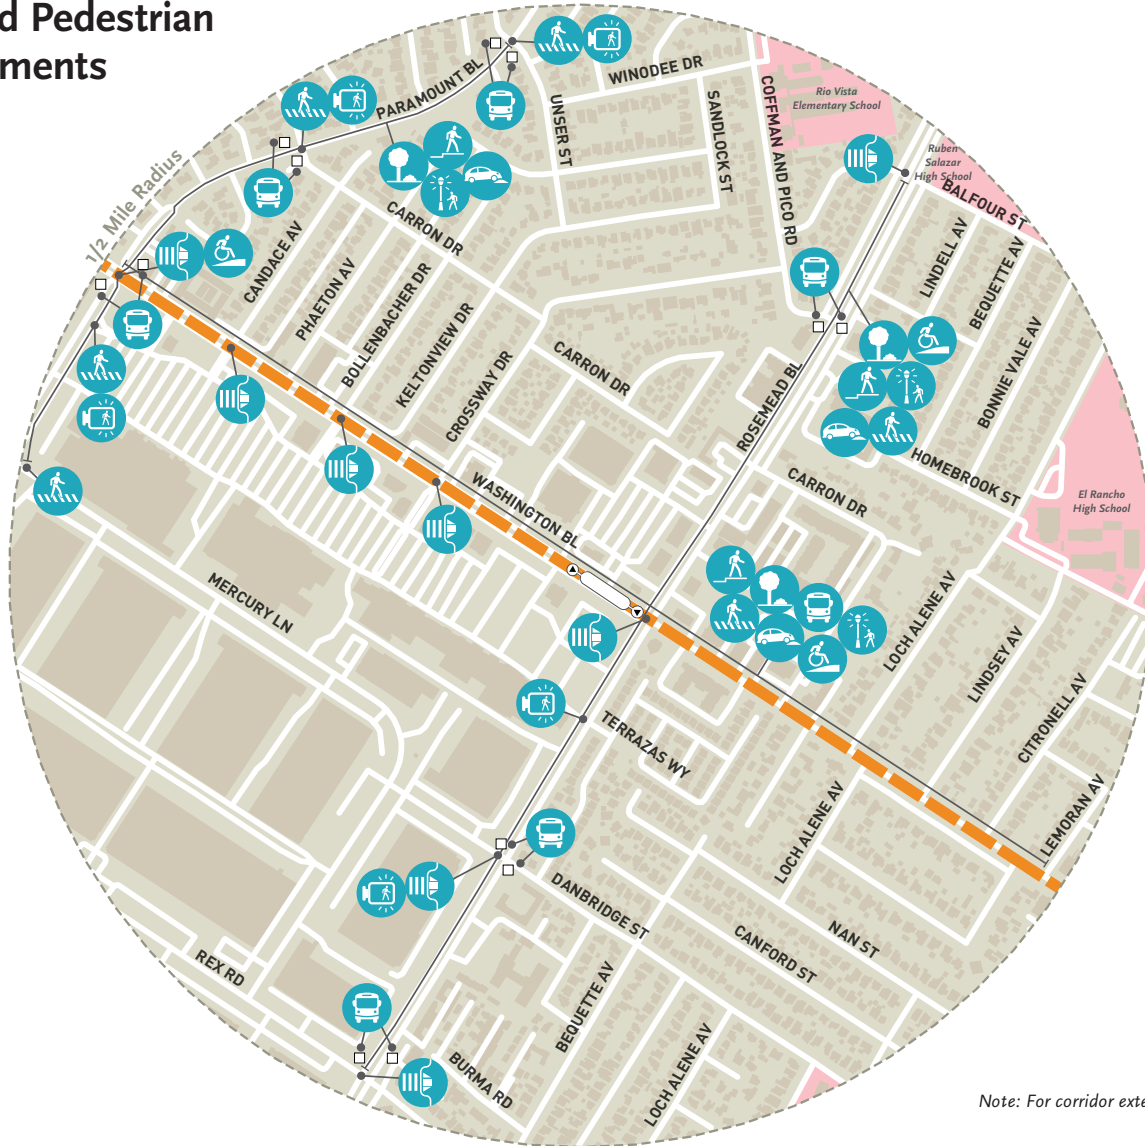 d Pedestrian
ments
1/2 Mile Radius
PARAMOUNT BL
WINODEE DR
UNSER ST
SANDLOCK ST
COFFMAN AND PICO RD
Rio Vista
Elementary School
Ruben
Salazar
High School
BALFOUR ST
CARRON DR
CANDACE AV
PHAETON AV
BOLLENBACHER DR
KELTONVIEW DR
CROSSWAY DR
CARRON DR
LINDELL AV
BEQUETTE AV
BONNIE VALE AV
ROSEMEAD BL
HOMEBROOK ST
CARRON DR
El Rancho
High School
WASHINGTON BL
MERCURY LN
LOCH ALENE AV
LINDSEY AV
CITRONELL AV
TERRAZAS WY
LOCH ALENE AV
LEMORAN AV
DANBRIDGE ST
CANFORD ST
NAN ST
REX RD
BEQUETTE AV
BURMA RD
LOCH ALENE AV
Note: For corridor exte